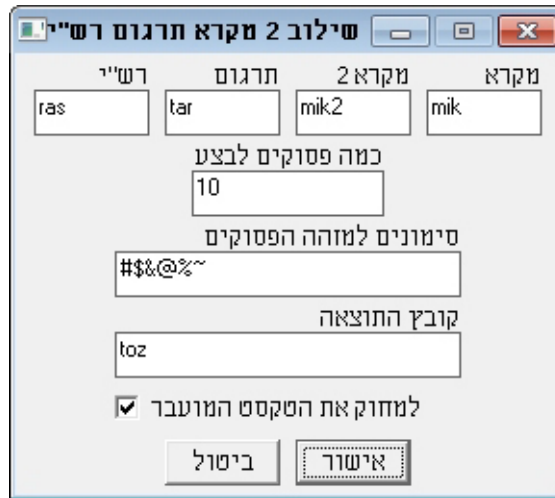 שילוב 2 מקרא תרגום רש"י
מקרא מקרא 2 תרגום רש"י
mik mik2 tar ras
כמה פסוקים לבצע
10
סימונים למזהה הפסוקים
#$&@%~
קובץ התוצאה
toz
למחוק את הטקסט המועבר
אישור ביטול